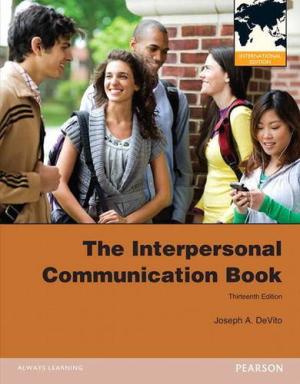 INTERNATIONAL
EDITION
The Interpersonal
Communication Book
Thirteenth Edition
Joseph A. DeVito
ALWAYS LEARNING
PEARSON